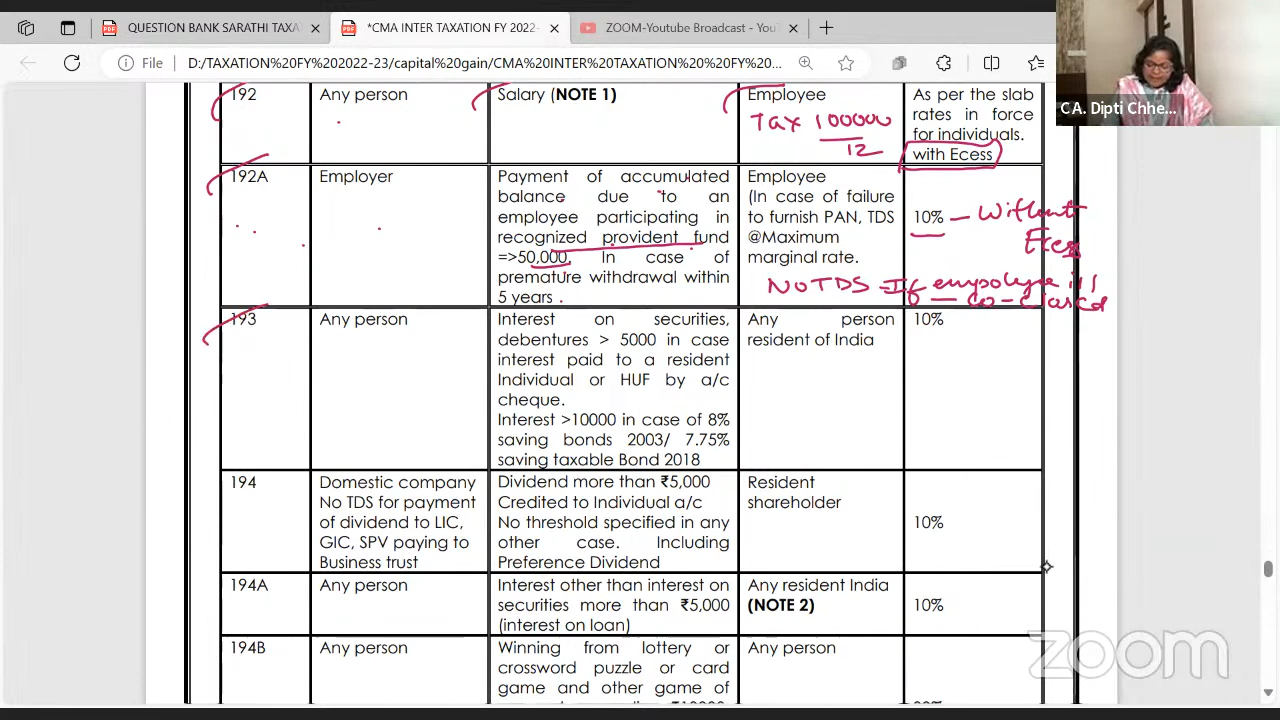 QUESTION BANK SARATHI TAXA
*CMA INTER TAXATION FY 2022-
ZOOM-Youtube Broadcast - You
File
D:/TAXATION%20FY%202022-23/capital gain/CMA%20INTER%20TAXATION%20%20FY%20...
CA. Dipti Chhe...
192
Any person
Salary (NOTE 1)
Employee
Tax 100000
12
As per the slab
rates in force
for individuals.
with Ecess
192A
Employer
Payment of accumulated
balance due to an
employee participating in
recognized provident fund
=>50,000. In case of
premature withdrawal within
5 years
Employee
(In case of failure
to furnish PAN, TDS
@Maximum
marginal rate.
10% - Without
Ecess
NO TDS - If
193
Any person
Interest on securities,
debentures > 5000 in case
interest paid to a resident
Individual or HUF by a/c
cheque.
Interest >10000 in case of 8%
saving bonds 2003/ 7.75%
saving taxable Bond 2018
Any person
resident of India
10%
194
Domestic company
No TDS for payment
of dividend to LIC,
GIC, SPV paying to
Business trust
Dividend more than ₹5,000
Credited to Individual a/c
No threshold specified in any
other case. Including
Preference Dividend
Resident
shareholder
10%
194A
Any person
Interest other than interest on
securities more than ₹5,000
(interest on loan)
Any resident India
(NOTE 2)
10%
194B
Any person
Winning from lottery or
crossword puzzle or card
game and other game of
Any person
zoom